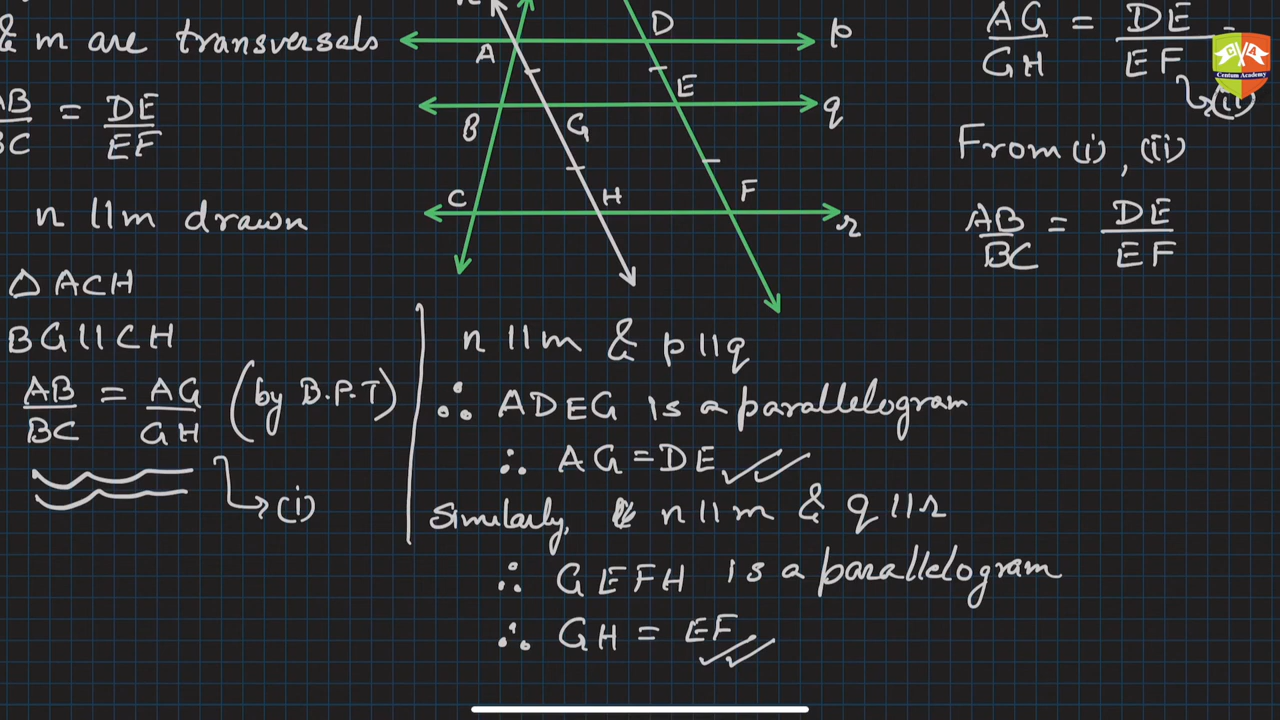 & m are transversals
AB/BC = DE/EF
n ll m drawn
△ ACH
BG ll CH
AB/BC = AG/GH (by B.P.T)
(i)
D
p
A
E
q
B
G
C
H
F
r
n ll m & p ll q
∴ ADEG is a parallelogram
∴ AG = DE
Similarly, n ll m & q ll r
∴ GEFH is a parallelogram
∴ GH = EF
AG/GH = DE/EF
(ii)
From (i), (ii)
AB/BC = DE/EF
C A
Centum Academy